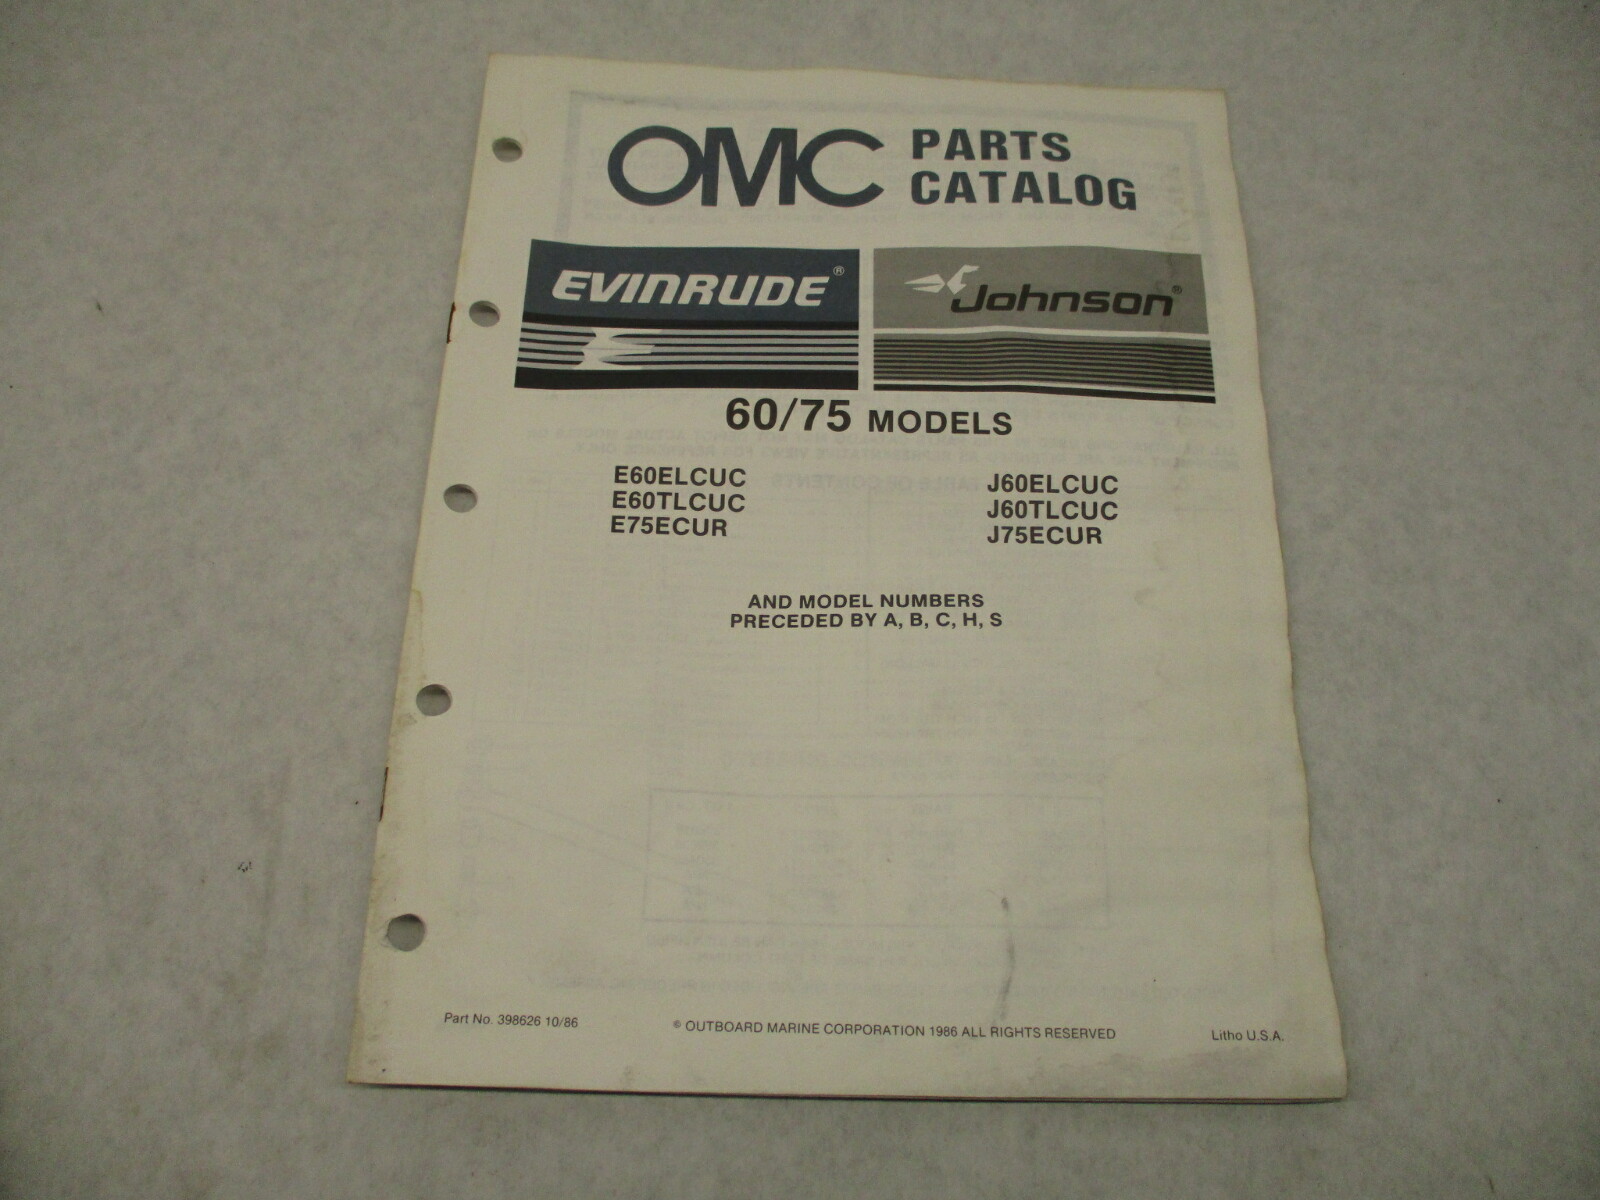 OMC PARTS
CATALOG
EVINRUDE®
Johnson®
60/75 MODELS
E60ELCUC
E60TLCUC
E75ECUR
J60ELCUC
J60TLCUC
J75ECUR
AND MODEL NUMBERS
PRECEDED BY A, B, C, H, S
Part No. 398626 10/86
© OUTBOARD MARINE CORPORATION 1986 ALL RIGHTS RESERVED
Litho U.S.A.